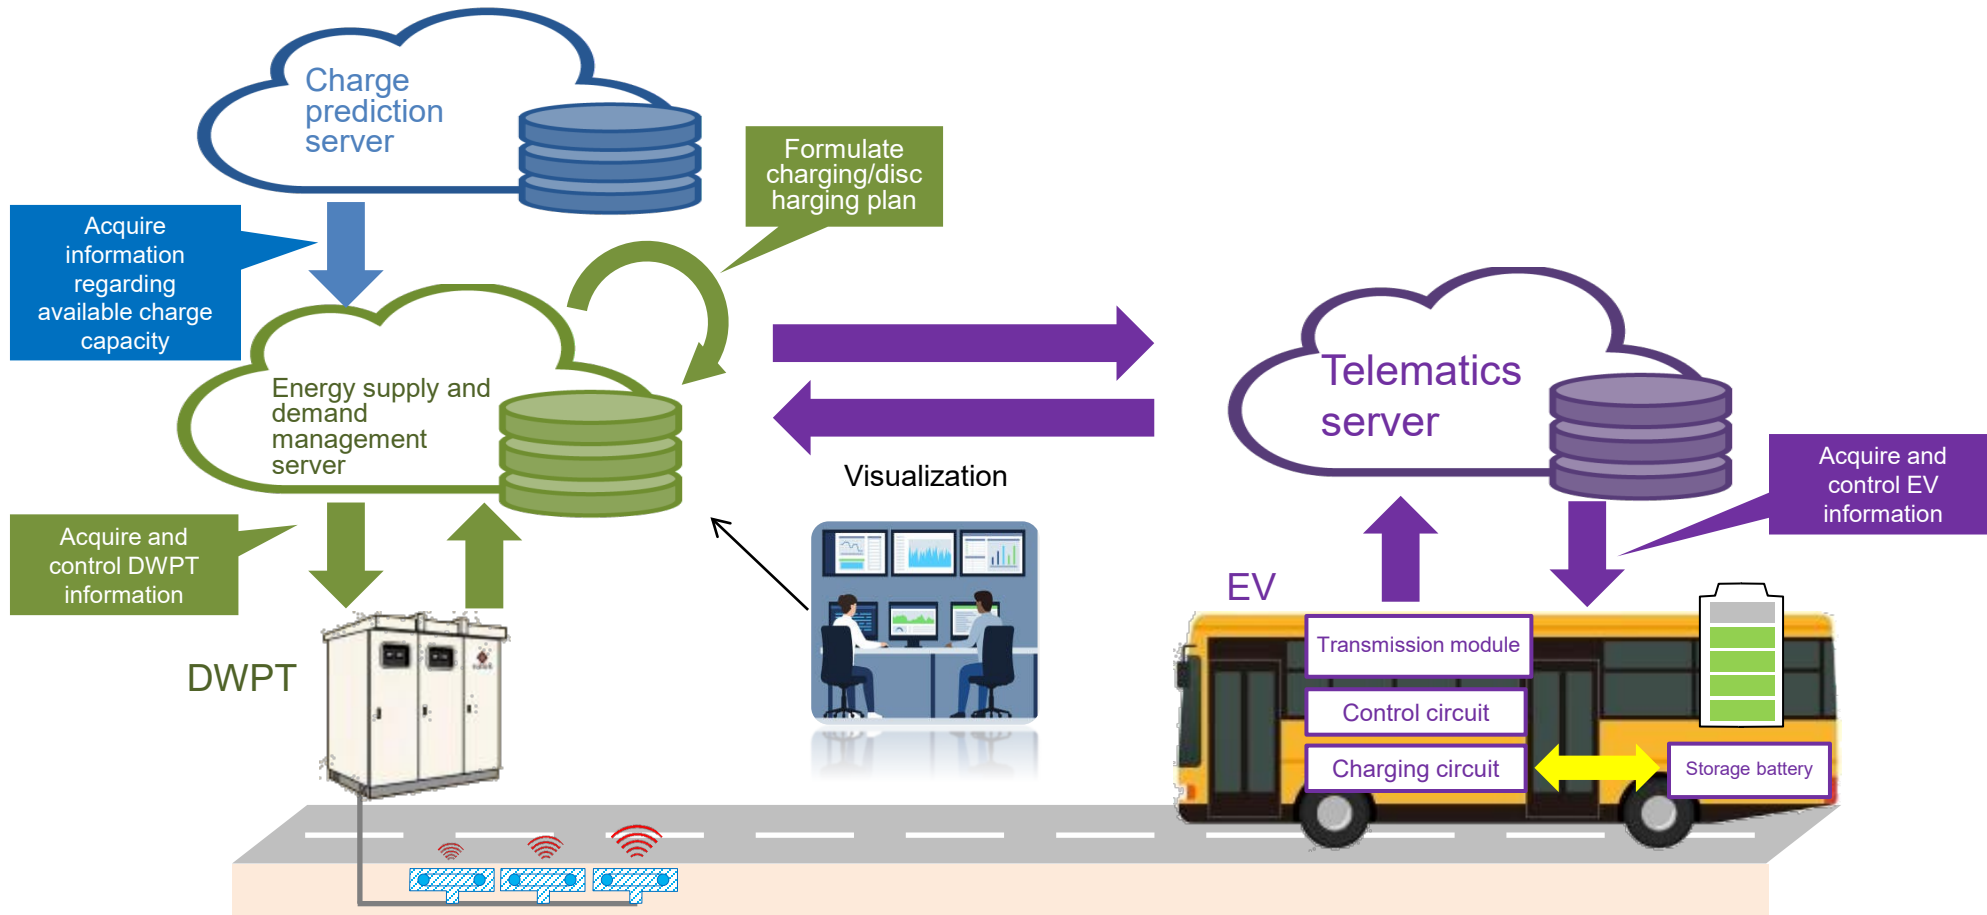 Charge
prediction
server
Formulate
charging/disc
harging plan
Acquire
information
regarding
available charge
capacity
Energy supply and
demand
management
server
Telematics
server
Visualization
Acquire and
control EV
information
Acquire and
control DWPT
information
EV
DWPT
Transmission module
Control circuit
Charging circuit
Storage battery